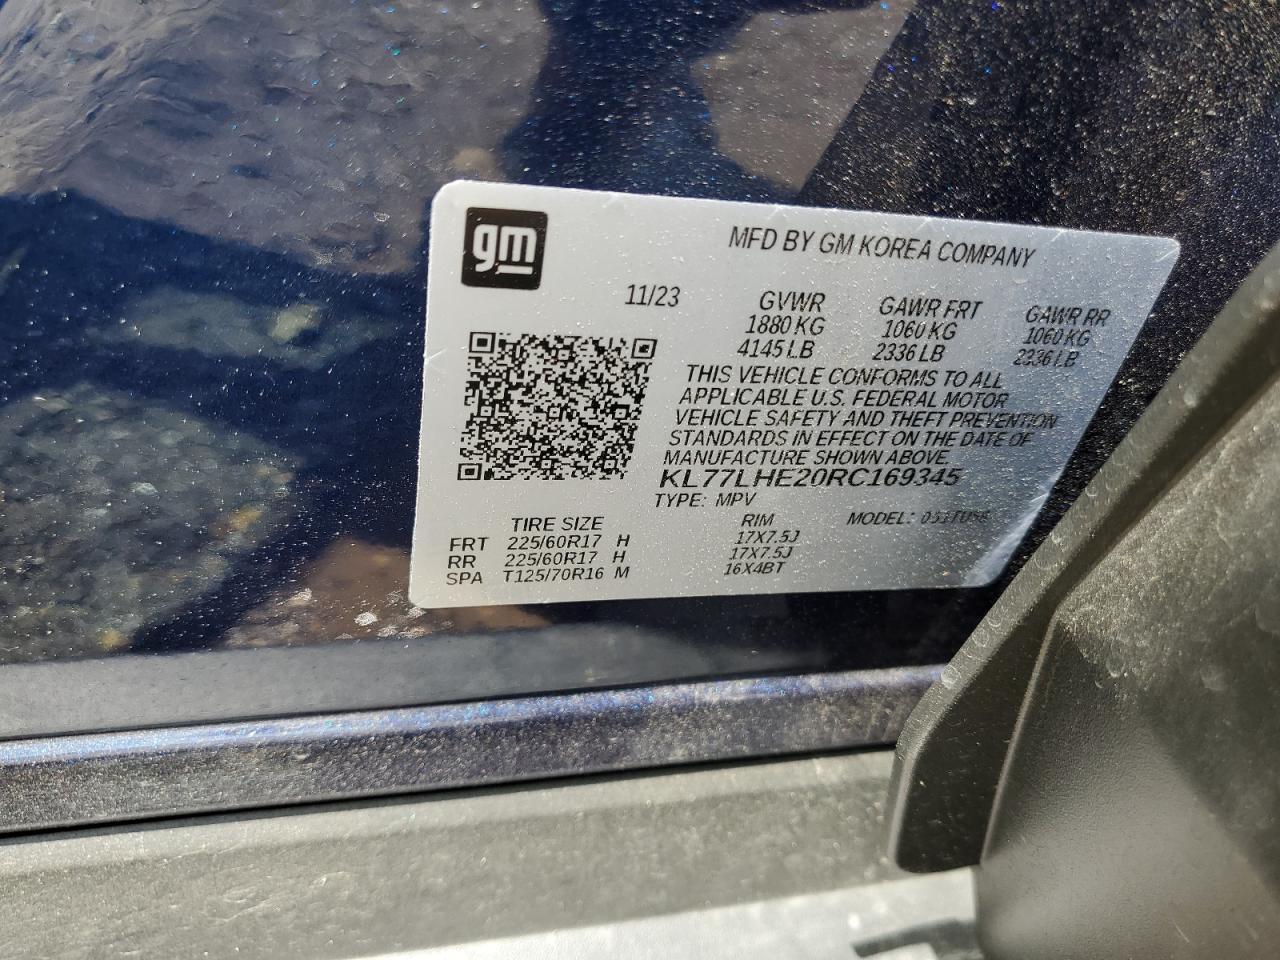 gm
MFD BY GM KOREA COMPANY
11/23 GVWR GAWR FRT GAWR RR
1880 KG 1060 KG 1060 KG
4145 LB 2336 LB 2336 LB
THIS VEHICLE CONFORMS TO ALL
APPLICABLE U.S. FEDERAL MOTOR
VEHICLE SAFETY AND THEFT PREVENTION
STANDARDS IN EFFECT ON THE DATE OF
MANUFACTURE SHOWN ABOVE.
KL77LHE20RC169345
TYPE: MPV
TIRE SIZE RIM MODEL:
FRT 225/60R17 H 17X7.5J
RR 225/60R17 H 17X7.5J
SPA T125/70R16 M 16X4BT